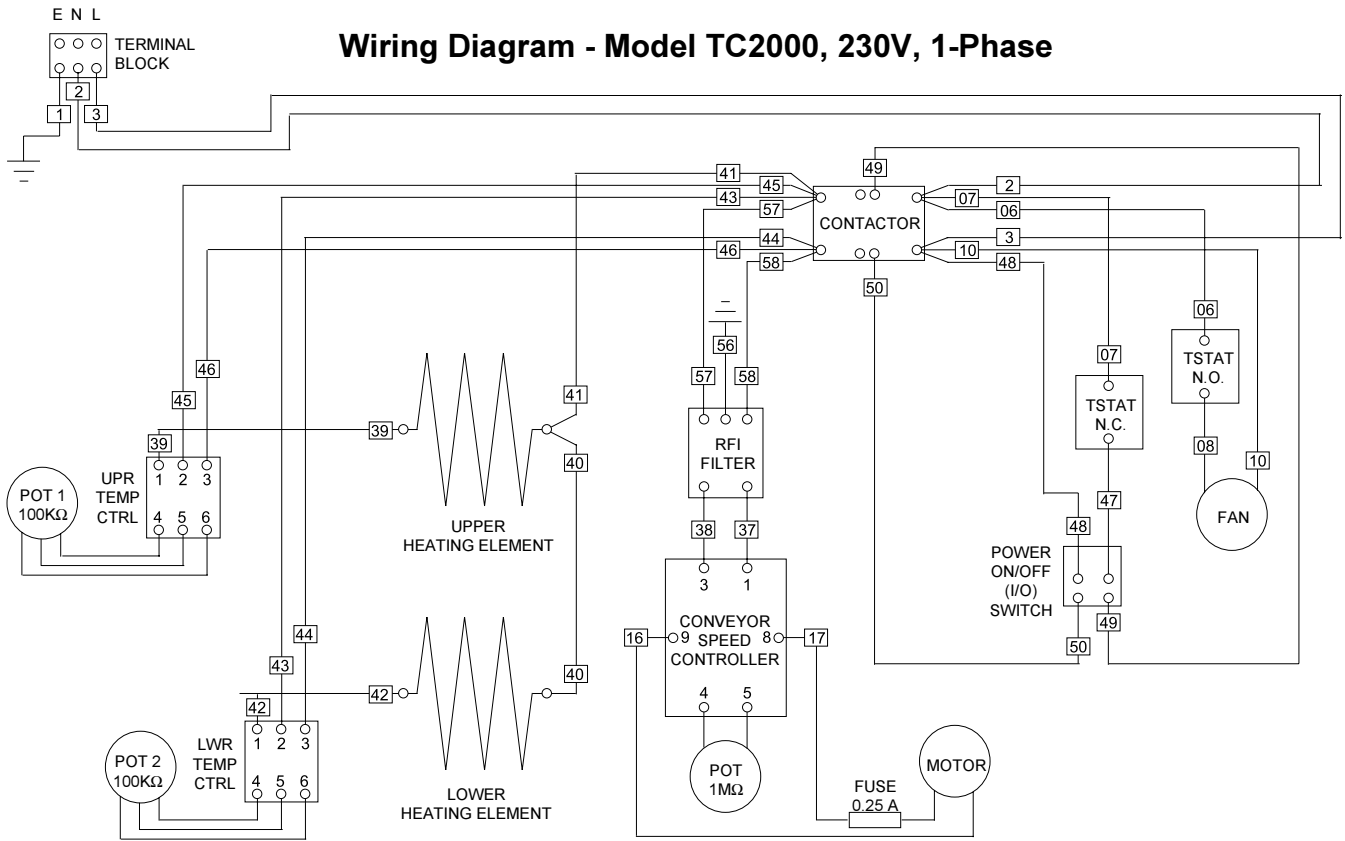 E N L
TERMINAL
BLOCK
Wiring Diagram - Model TC2000, 230V, 1-Phase
2
1
3
41
49
45
2
43
07
57
06
CONTACTOR
44
3
46
10
58
48
50
06
56
TSTAT
N.O.
07
46
57
58
TSTAT
N.C.
45
41
39
39
RFI
FILTER
08
10
40
UPR
TEMP
CTRL
1 2 3
4 5 6
POT 1
100KΩ
47
FAN
UPPER
HEATING ELEMENT
38
37
48
POWER
ON/OFF
(I/O)
SWITCH
3 1
CONVEYOR
SPEED
CONTROLLER
9
8
16
17
4 5
49
50
44
43
40
42
42
LWR
TEMP
CTRL
1 2 3
4 5 6
POT 2
100KΩ
LOWER
HEATING ELEMENT
POT
1MΩ
MOTOR
FUSE
0.25 A